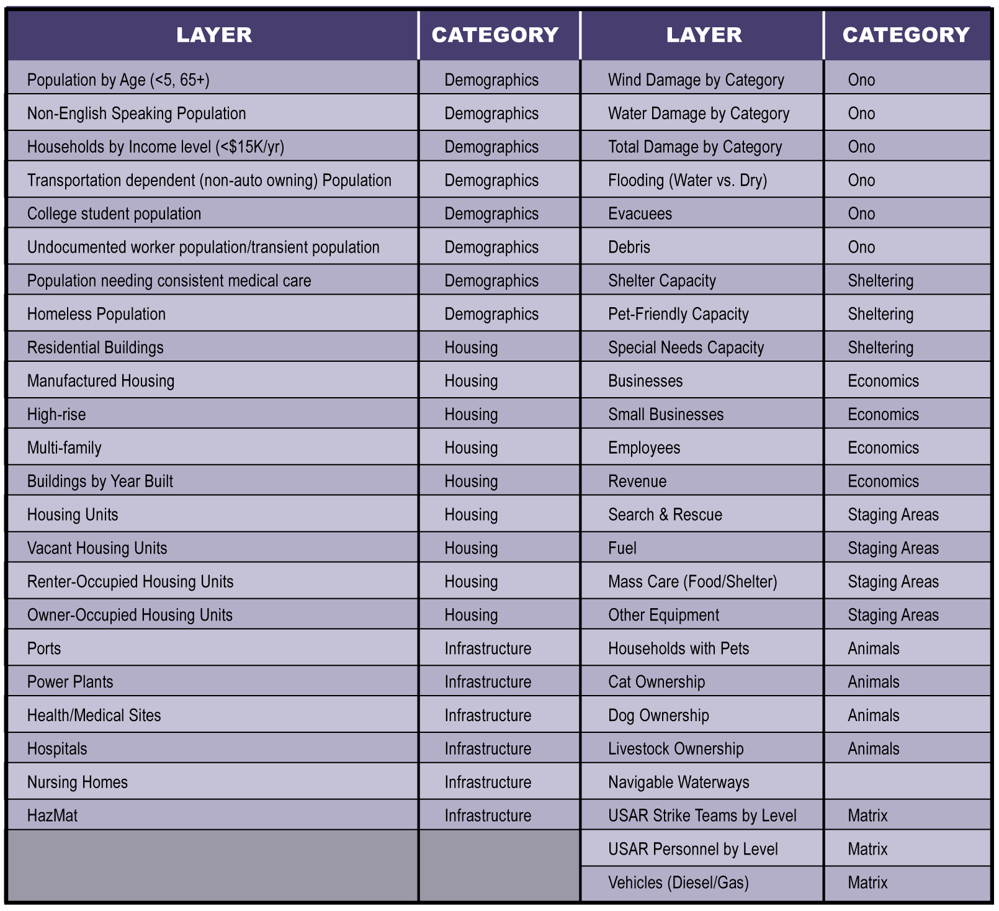 LAYER CATEGORY LAYER CATEGORY
Population by Age (<5, 65+) Demographics Wind Damage by Category Ono
Non-English Speaking Population Demographics Water Damage by Category Ono
Households by Income level (<$15K/yr) Demographics Total Damage by Category Ono
Transportation dependent (non-auto owning) Population Demographics Flooding (Water vs. Dry) Ono
College student population Demographics Evacuees Ono
Undocumented worker population/transient population Demographics Debris Ono
Population needing consistent medical care Demographics Shelter Capacity Sheltering
Homeless Population Demographics Pet-Friendly Capacity Sheltering
Residential Buildings Housing Special Needs Capacity Sheltering
Manufactured Housing Housing Businesses Economics
High-rise Housing Small Businesses Economics
Multi-family Housing Employees Economics
Buildings by Year Built Housing Revenue Economics
Housing Units Housing Search & Rescue Staging Areas
Vacant Housing Units Housing Fuel Staging Areas
Renter-Occupied Housing Units Housing Mass Care (Food/Shelter) Staging Areas
Owner-Occupied Housing Units Housing Other Equipment Staging Areas
Ports Infrastructure Households with Pets Animals
Power Plants Infrastructure Cat Ownership Animals
Health/Medical Sites Infrastructure Dog Ownership Animals
Hospitals Infrastructure Livestock Ownership Animals
Nursing Homes Infrastructure Navigable Waterways
HazMat Infrastructure USAR Strike Teams by Level Matrix
USAR Personnel by Level Matrix
Vehicles (Diesel/Gas) Matrix